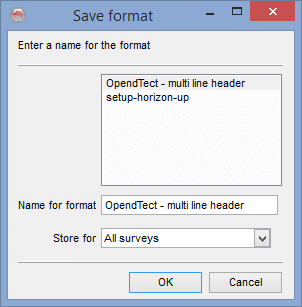 Save format
Enter a name for the format
OpendTect - multi line header
setup-horizon-up
Name for format OpendTect - multi line header
Store for All surveys
OK Cancel